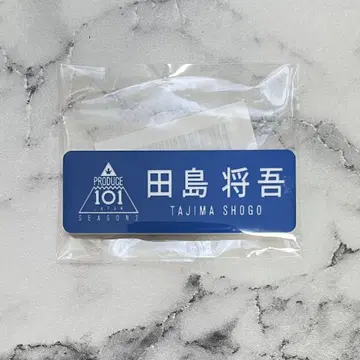 PRODUCE
101
JAPAN
SEASON2
田島 将吾
TAJIMA SHOGO